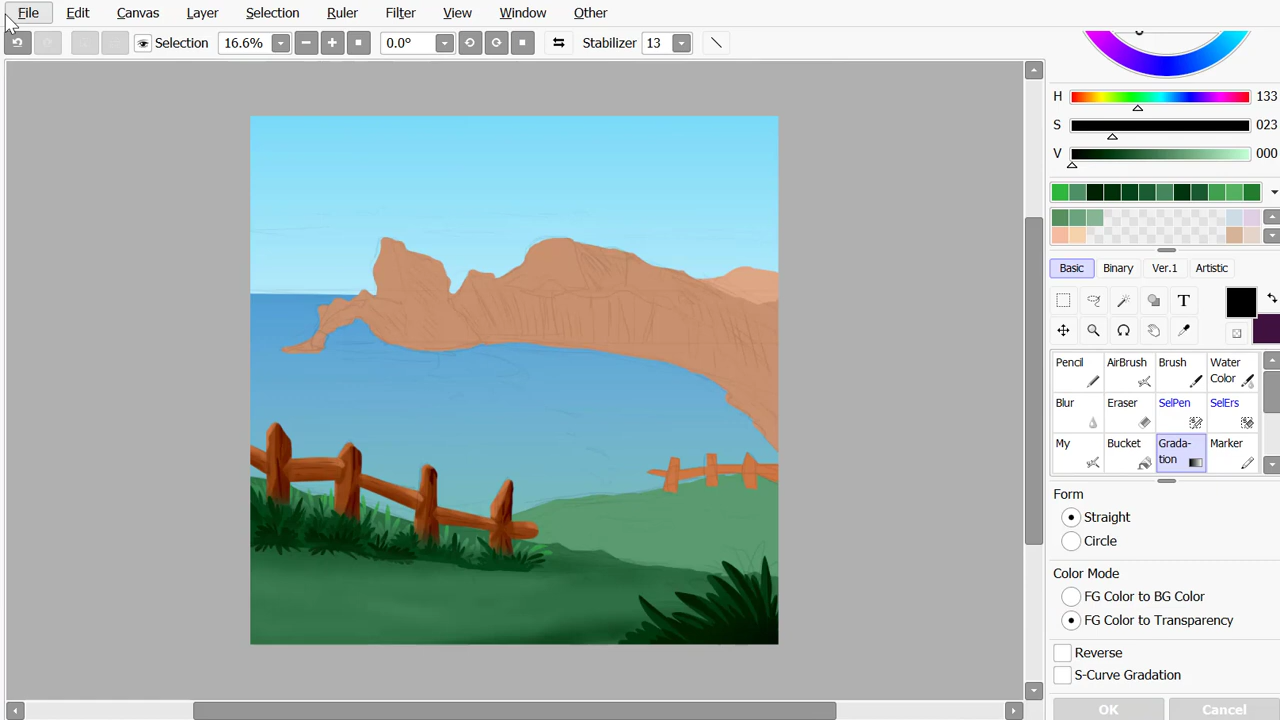 File Edit Canvas Layer Selection Ruler Filter View Window Other
Selection 16.6% 0.0° Stabilizer 13
H 133
S 023
V 000
Basic Binary Ver.1 Artistic
T
Pencil AirBrush Brush Water Color
Blur Eraser SelPen SelErs
My Bucket Grada-tion Marker
Form
Straight
Circle
Color Mode
FG Color to BG Color
FG Color to Transparency
Reverse
S-Curve Gradation
OK Cancel